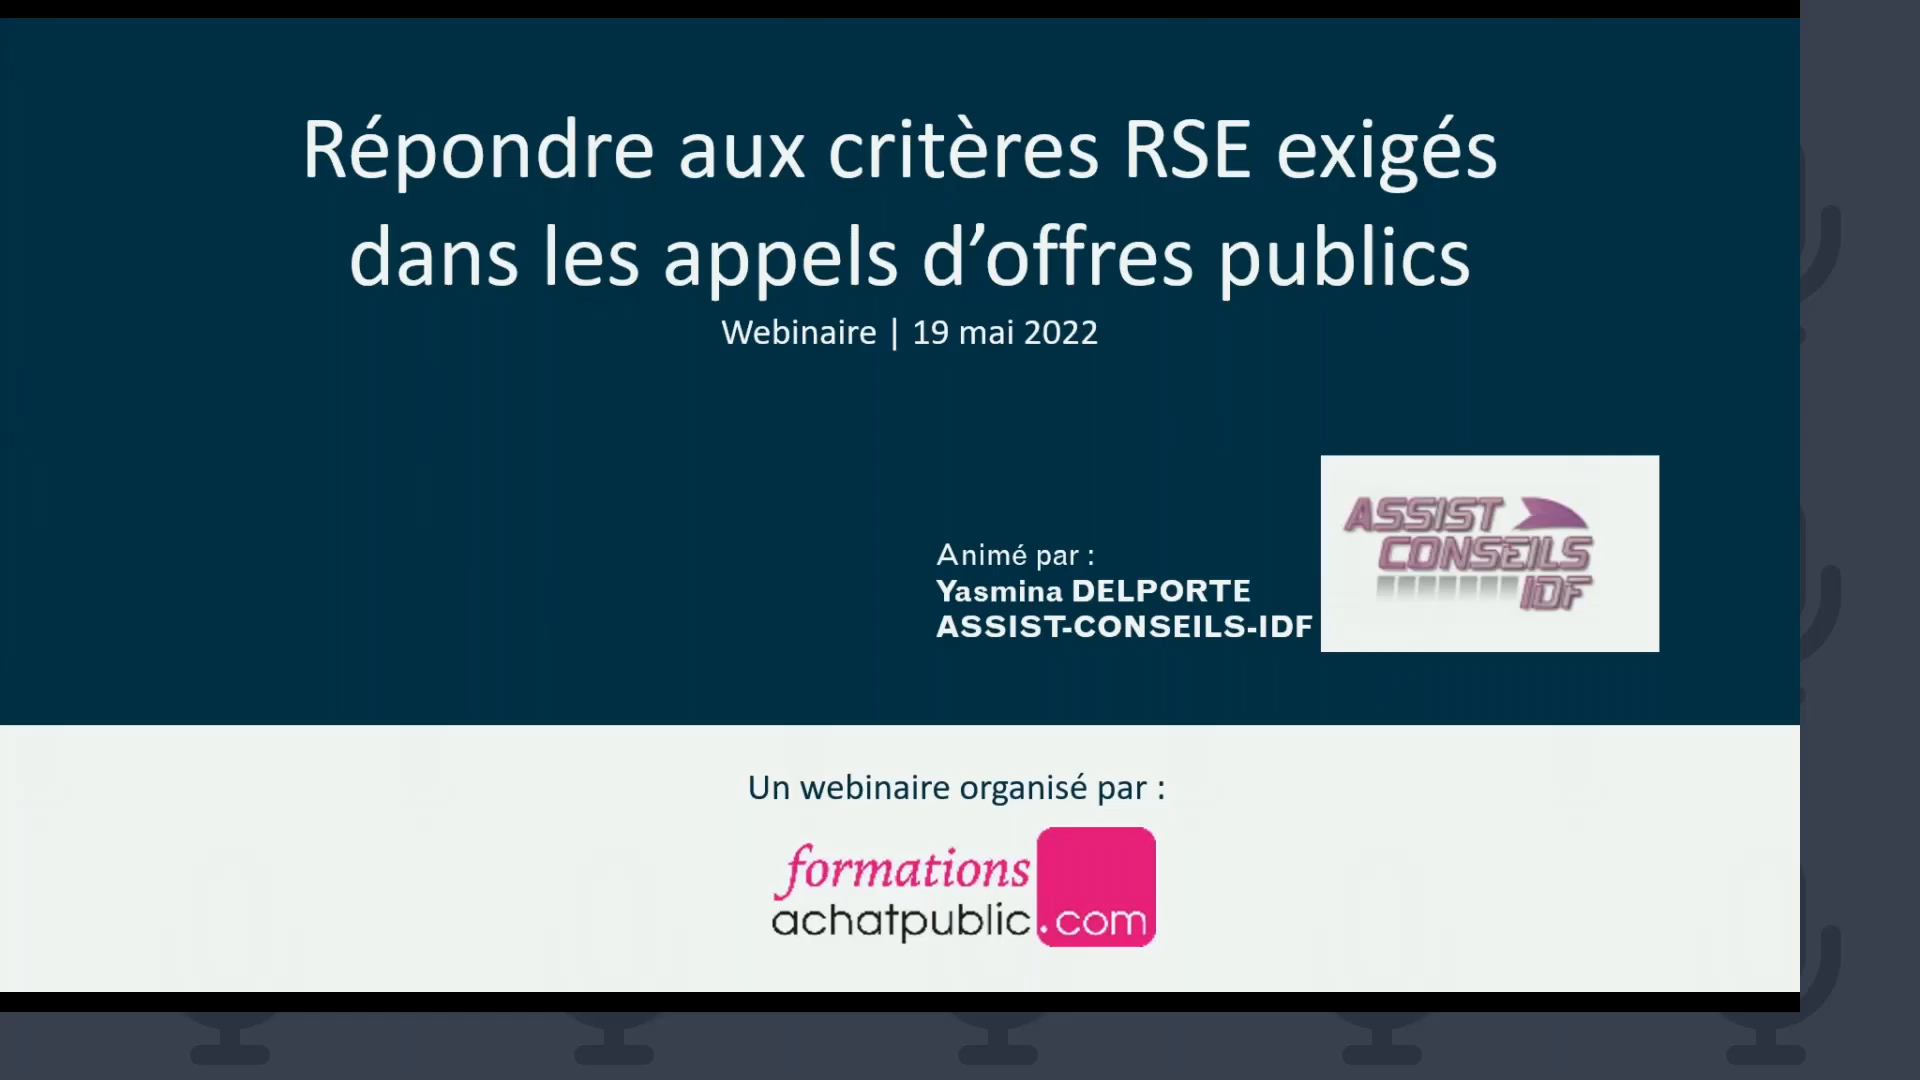 Répondre aux critères RSE exigés
dans les appels d’offres publics
Webinaire | 19 mai 2022
Animé par :
Yasmina DELPORTE
ASSIST-CONSEILS-IDF
ASSIST
CONSEILS
IDF
Un webinaire organisé par :
formations
achatpublic.com